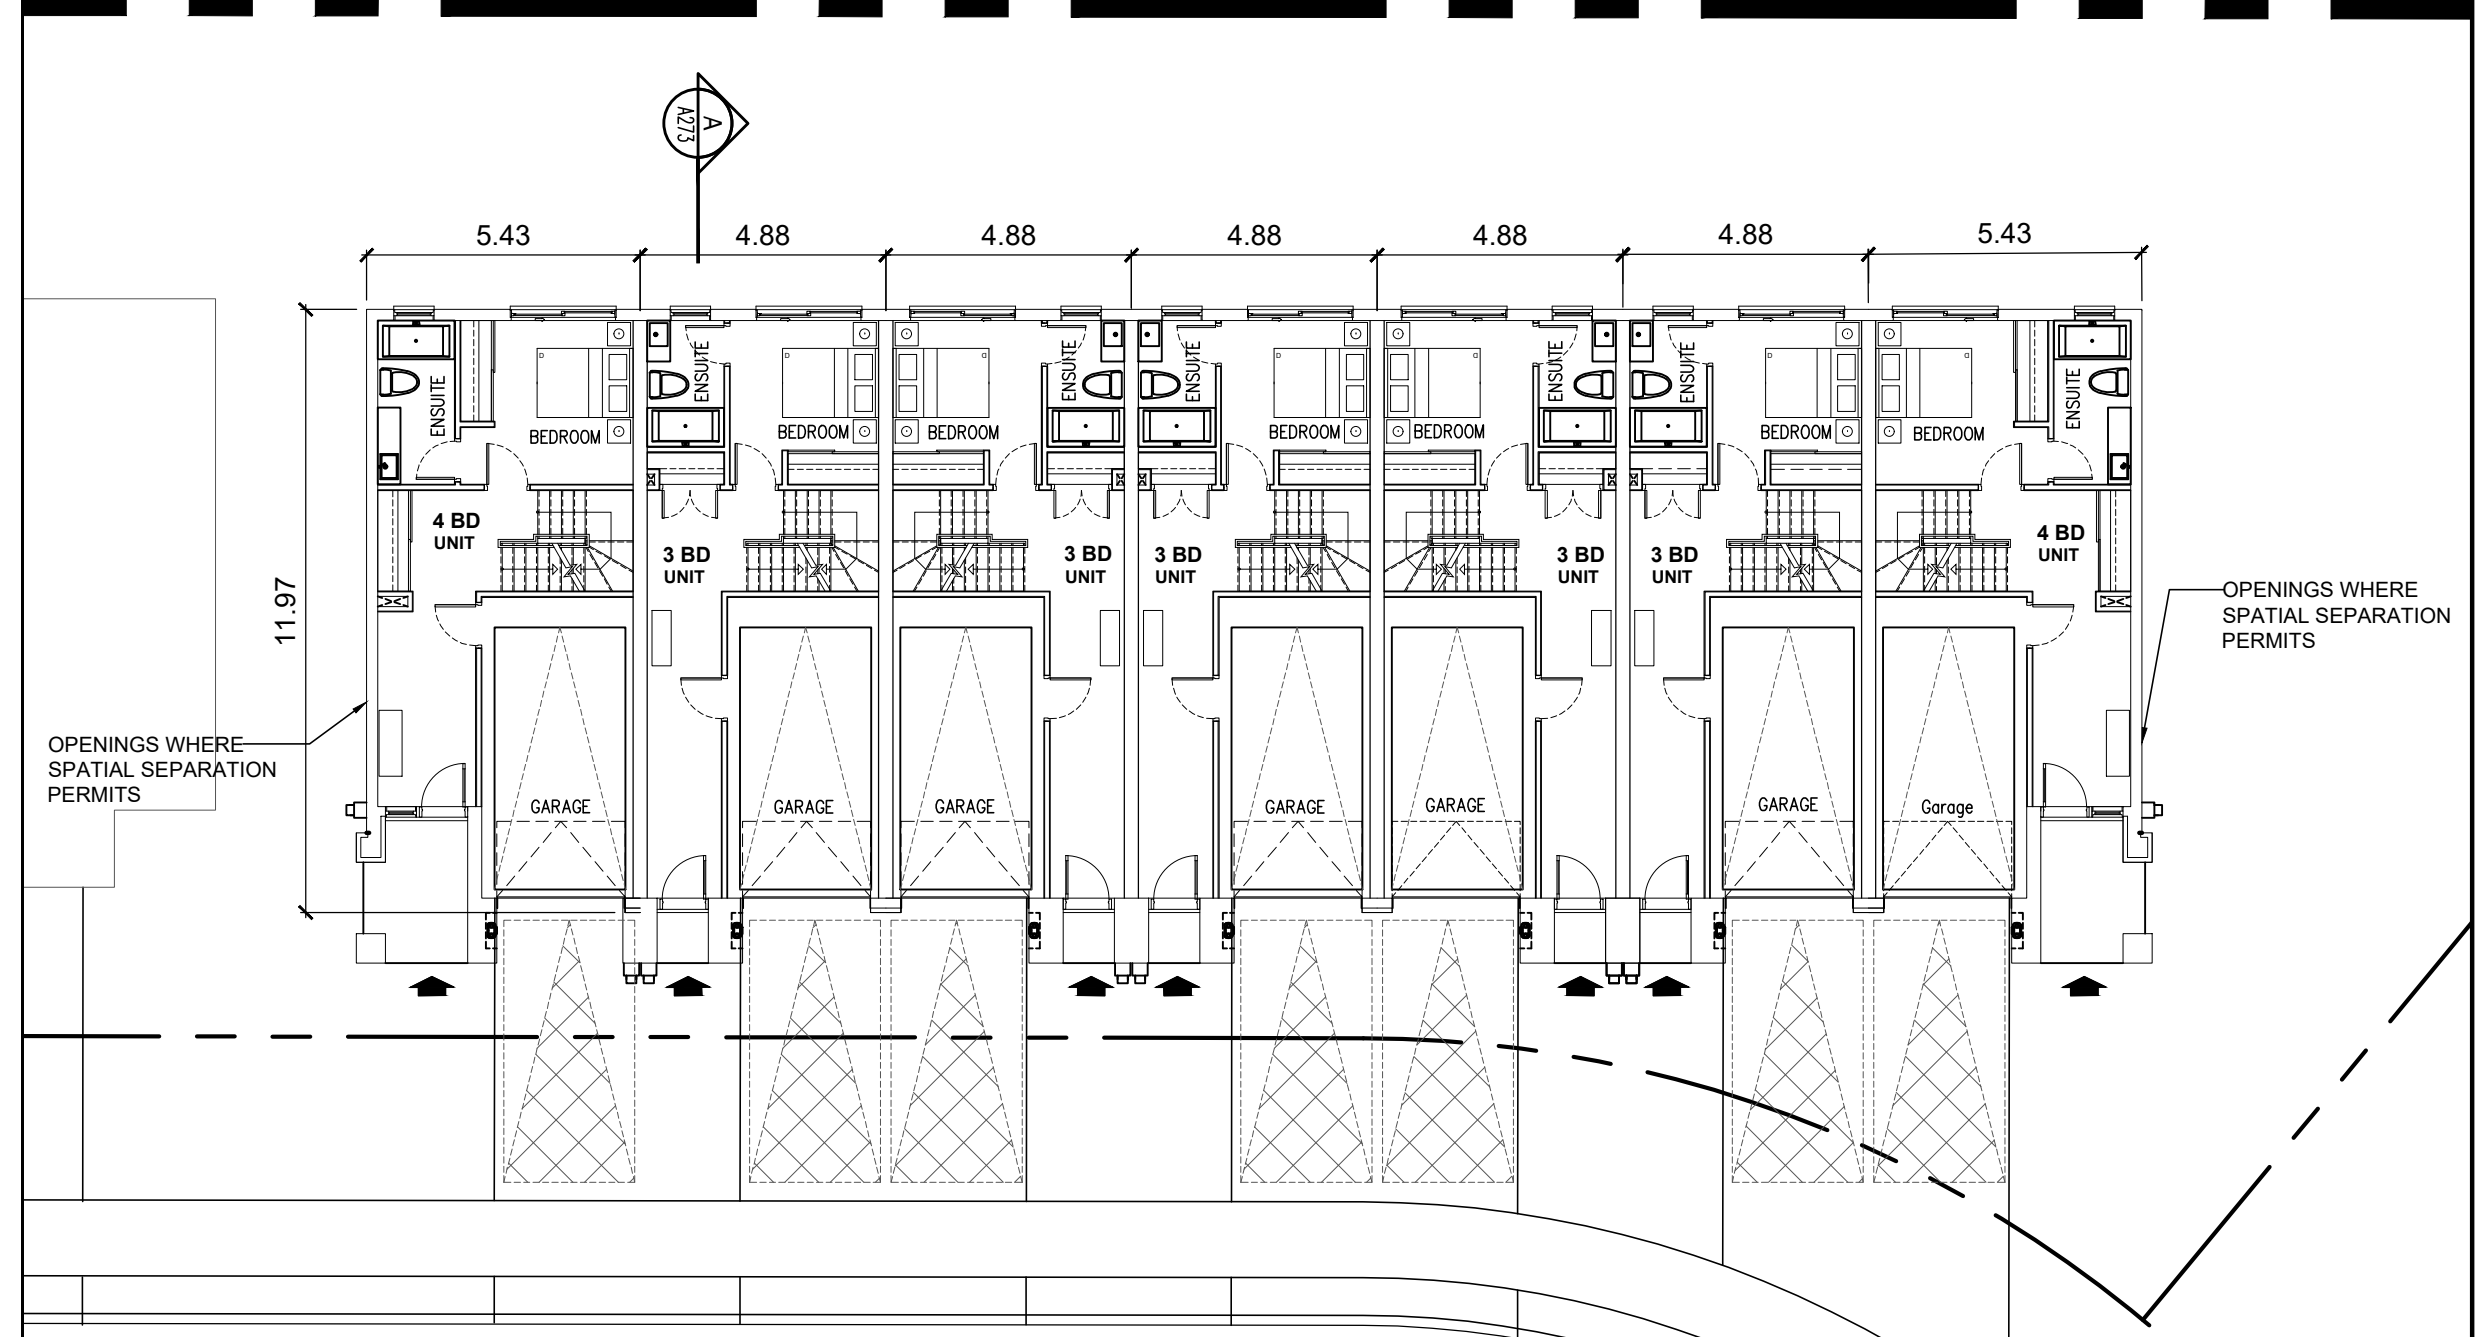 A
A273
5.43
4.88
4.88
4.88
4.88
4.88
5.43
11.97
ENSUITE
BEDROOM
ENSUITE
BEDROOM
BEDROOM
ENSUITE
ENSUITE
BEDROOM
BEDROOM
ENSUITE
ENSUITE
BEDROOM
BEDROOM
ENSUITE
4 BD
UNIT
3 BD
UNIT
3 BD
UNIT
3 BD
UNIT
3 BD
UNIT
3 BD
UNIT
4 BD
UNIT
OPENINGS WHERE
SPATIAL SEPARATION
PERMITS
OPENINGS WHERE
SPATIAL SEPARATION
PERMITS
GARAGE
GARAGE
GARAGE
GARAGE
GARAGE
GARAGE
Garage